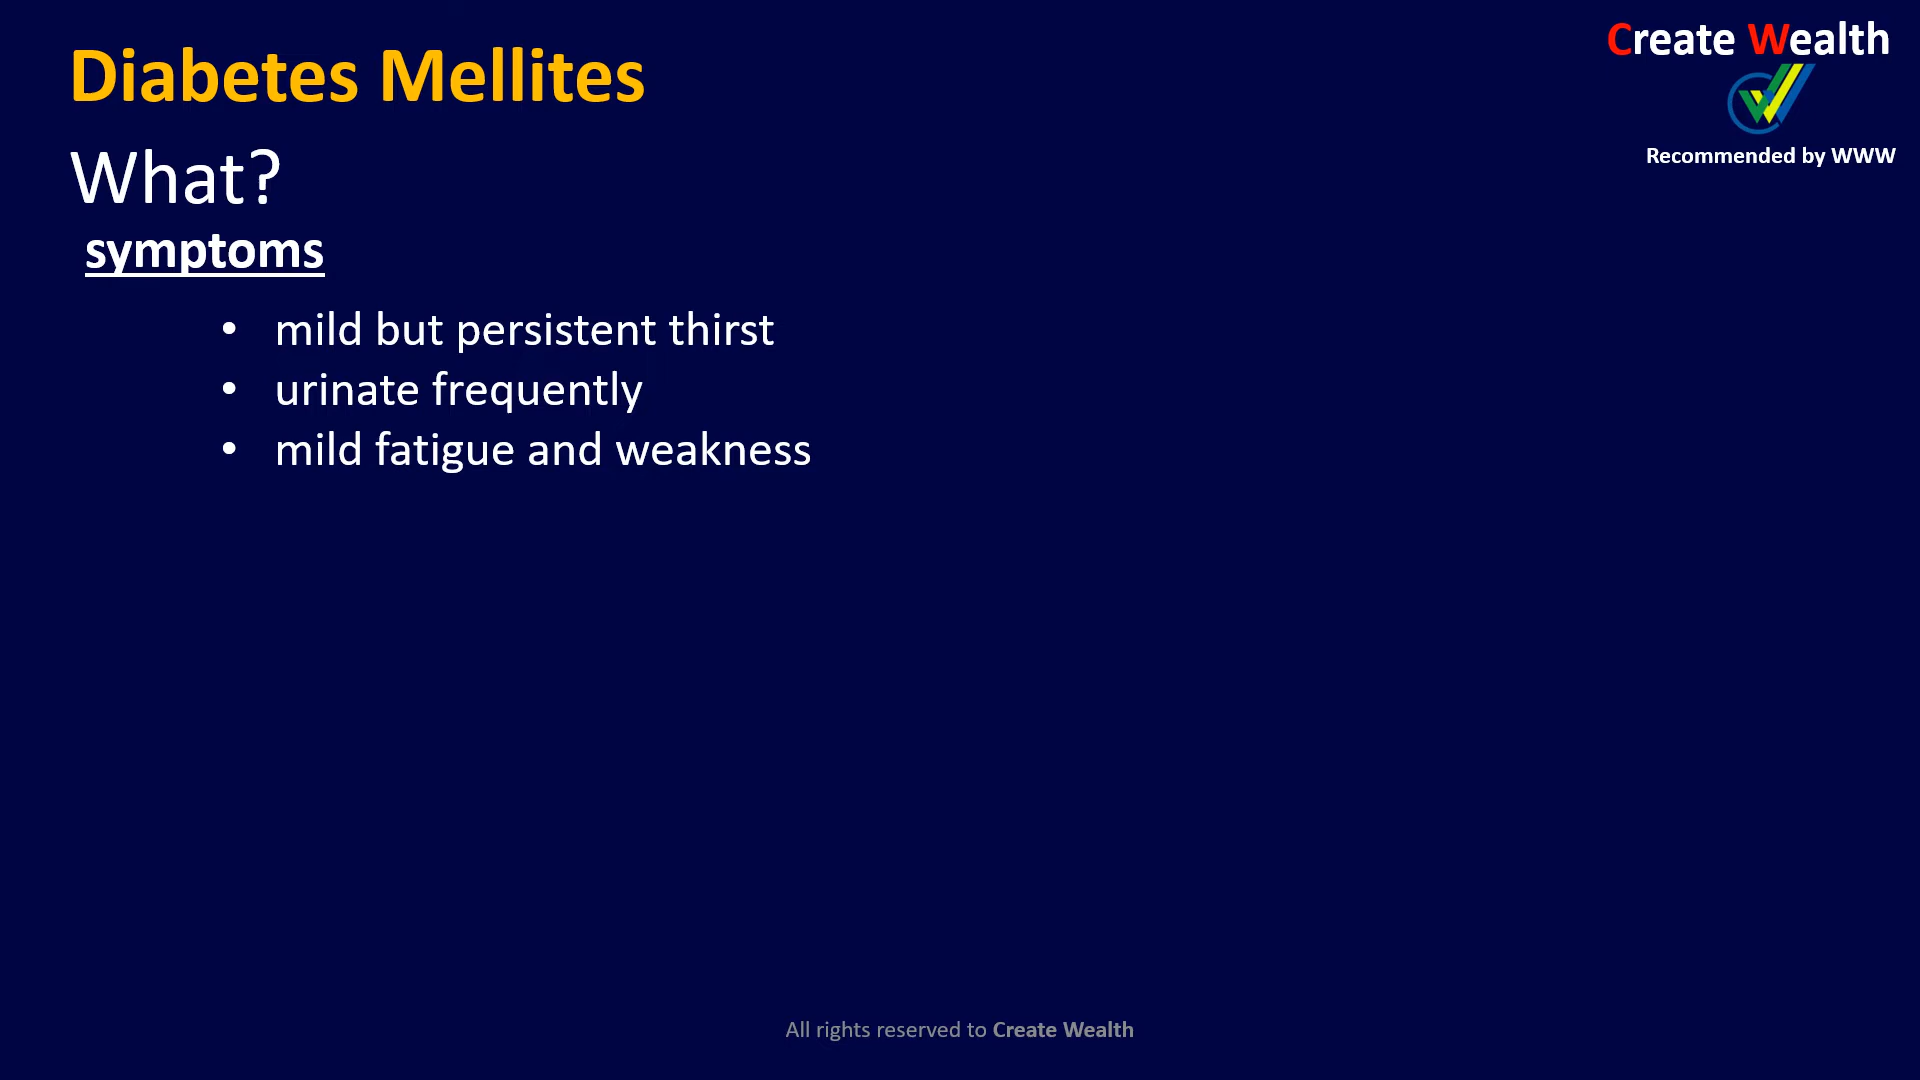 Diabetes Mellites
Create Wealth
Recommended by WWW
What?
symptoms
• mild but persistent thirst
• urinate frequently
• mild fatigue and weakness
All rights reserved to Create Wealth